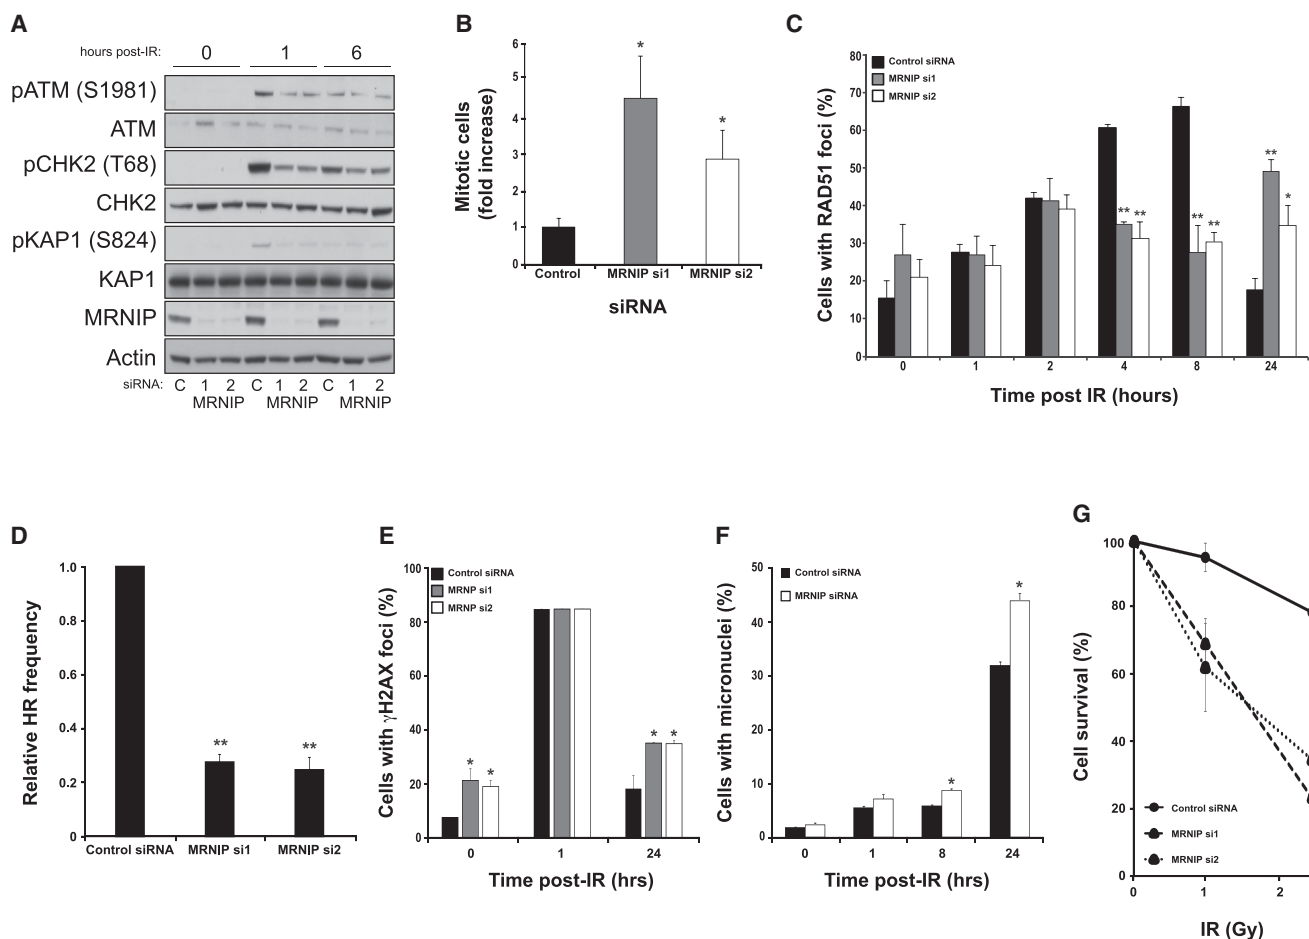 A
hours post-IR: 0 1 6
pATM (S1981)
ATM
pCHK2 (T68)
CHK2
pKAP1 (S824)
KAP1
MRNIP
Actin
siRNA: C 1 2 C 1 2 C 1 2
MRNIP MRNIP MRNIP
B
Mitotic cells
(fold increase)
6
5
4
3
2
1
0
* *
Control MRNIP si1 MRNIP si2
siRNA
C
Cells with RAD51 foci (%)
80
70
60
50
40
30
20
10
0
Control siRNA
MRNIP si1
MRNIP si2
** ** ** ** ** *
0 1 2 4 8 24
Time post IR (hours)
D
Relative HR frequency
1.0
0.8
0.6
0.4
0.2
0
** **
Control siRNA MRNIP si1 MRNIP si2
E
Cells with γH2AX foci (%)
100
80
60
40
20
0
Control siRNA
MRNP si1
MRNP si2
* * * *
0 1 24
Time post-IR (hrs)
F
Cells with micronuclei (%)
50
40
30
20
10
0
Control siRNA
MRNIP siRNA
* *
0 1 8 24
Time post-IR (hrs)
G
Cell survival (%)
100
80
60
40
20
0
Control siRNA
MRNIP si1
MRNIP si2
0 1 2
IR (Gy)